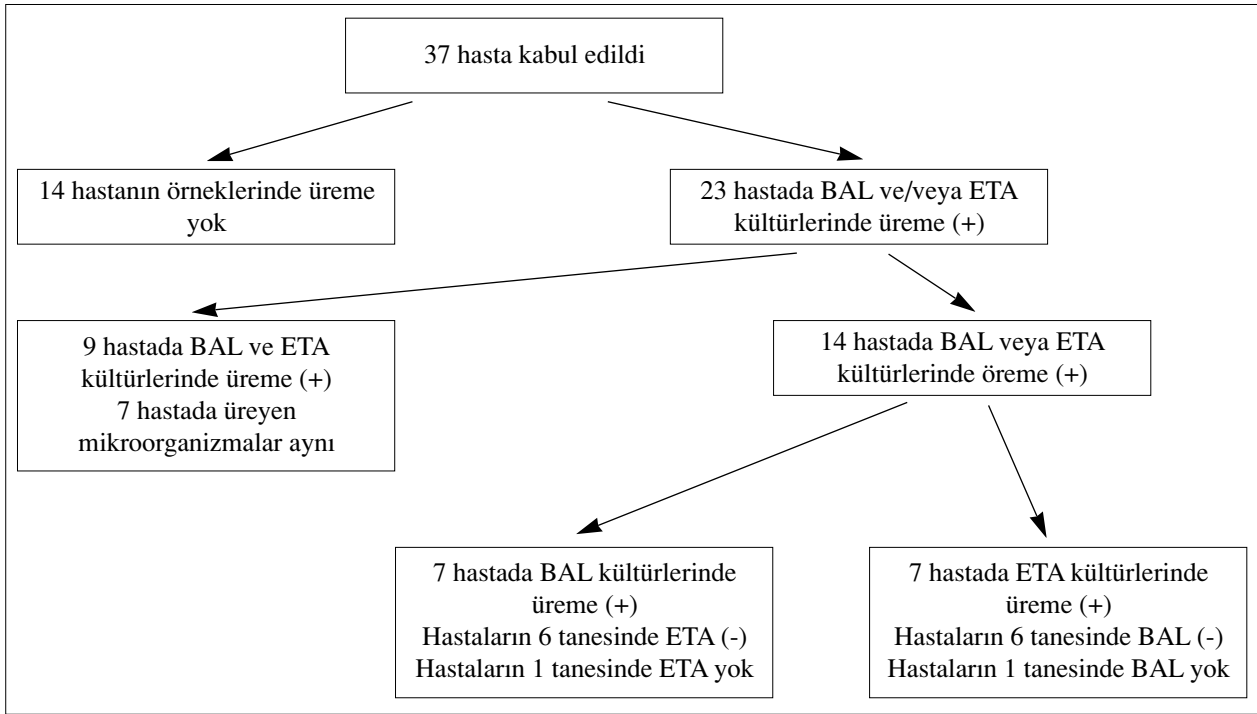 37 hasta kabul edildi
14 hastanın örneklerinde üreme
yok
23 hastada BAL ve/veya ETA
kültürlerinde üreme (+)
9 hastada BAL ve ETA
kültürlerinde üreme (+)
7 hastada üreyen
mikroorganizmalar aynı
14 hastada BAL veya ETA
kültürlerinde öreme (+)
7 hastada BAL kültürlerinde
üreme (+)
Hastaların 6 tanesinde ETA (-)
Hastaların 1 tanesinde ETA yok
7 hastada ETA kültürlerinde
üreme (+)
Hastaların 6 tanesinde BAL (-)
Hastaların 1 tanesinde BAL yok